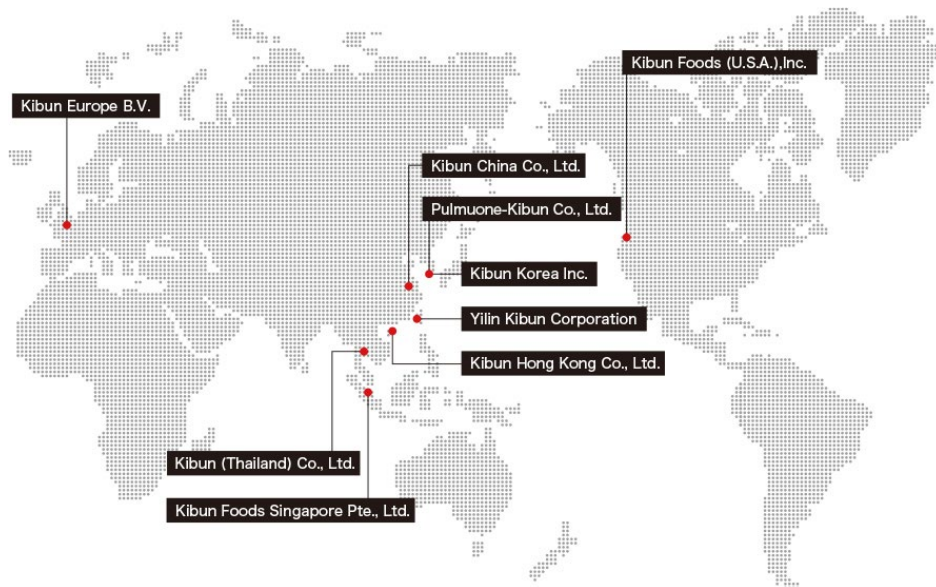 Kibun Foods (U.S.A.),Inc.
Kibun Europe B.V.
Kibun China Co., Ltd.
Pulmuone-Kibun Co., Ltd.
Kibun Korea Inc.
Yilin Kibun Corporation
Kibun Hong Kong Co., Ltd.
Kibun (Thailand) Co., Ltd.
Kibun Foods Singapore Pte., Ltd.